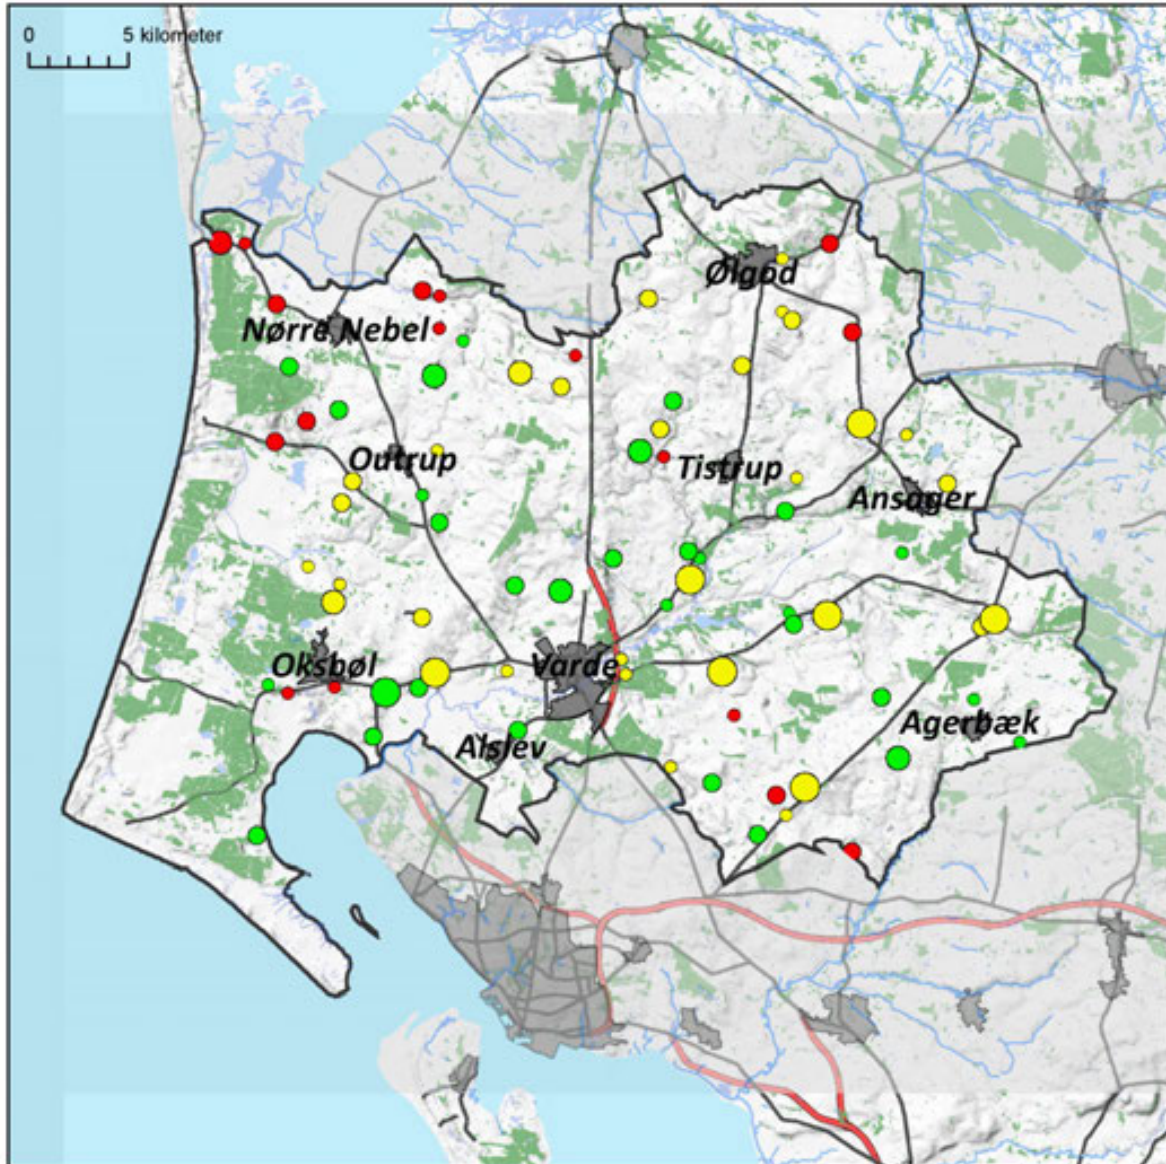 0 5 kilometer
Ølgod
Nørre Nebel
Outrup
Tistrup
Ansager
Oksbøl
Varde
Agerbæk
Alslev